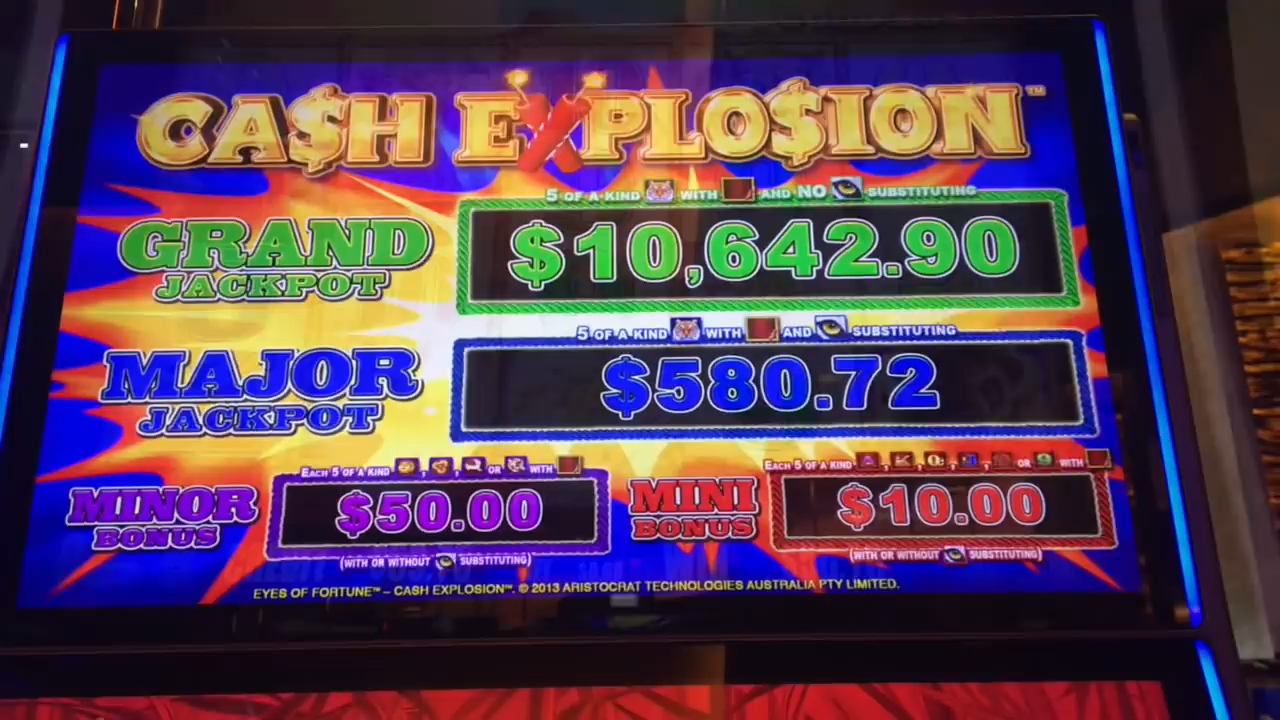 CA$H EXPLO$ION™
5 OF A KIND WITH AND NO SUBSTITUTING
GRAND
JACKPOT
$10,642.90
5 OF A KIND WITH AND SUBSTITUTING
MAJOR
JACKPOT
$580.72
EACH 5 OF A KIND , , OR WITH
MINOR
BONUS
$50.00
(WITH OR WITHOUT SUBSTITUTING)
EACH 5 OF A KIND A, K, Q, J, 10 OR 9 WITH
MINI
BONUS
$10.00
(WITH OR WITHOUT SUBSTITUTING)
EYES OF FORTUNE™ – CASH EXPLOSION™. © 2013 ARISTOCRAT TECHNOLOGIES AUSTRALIA PTY LIMITED.